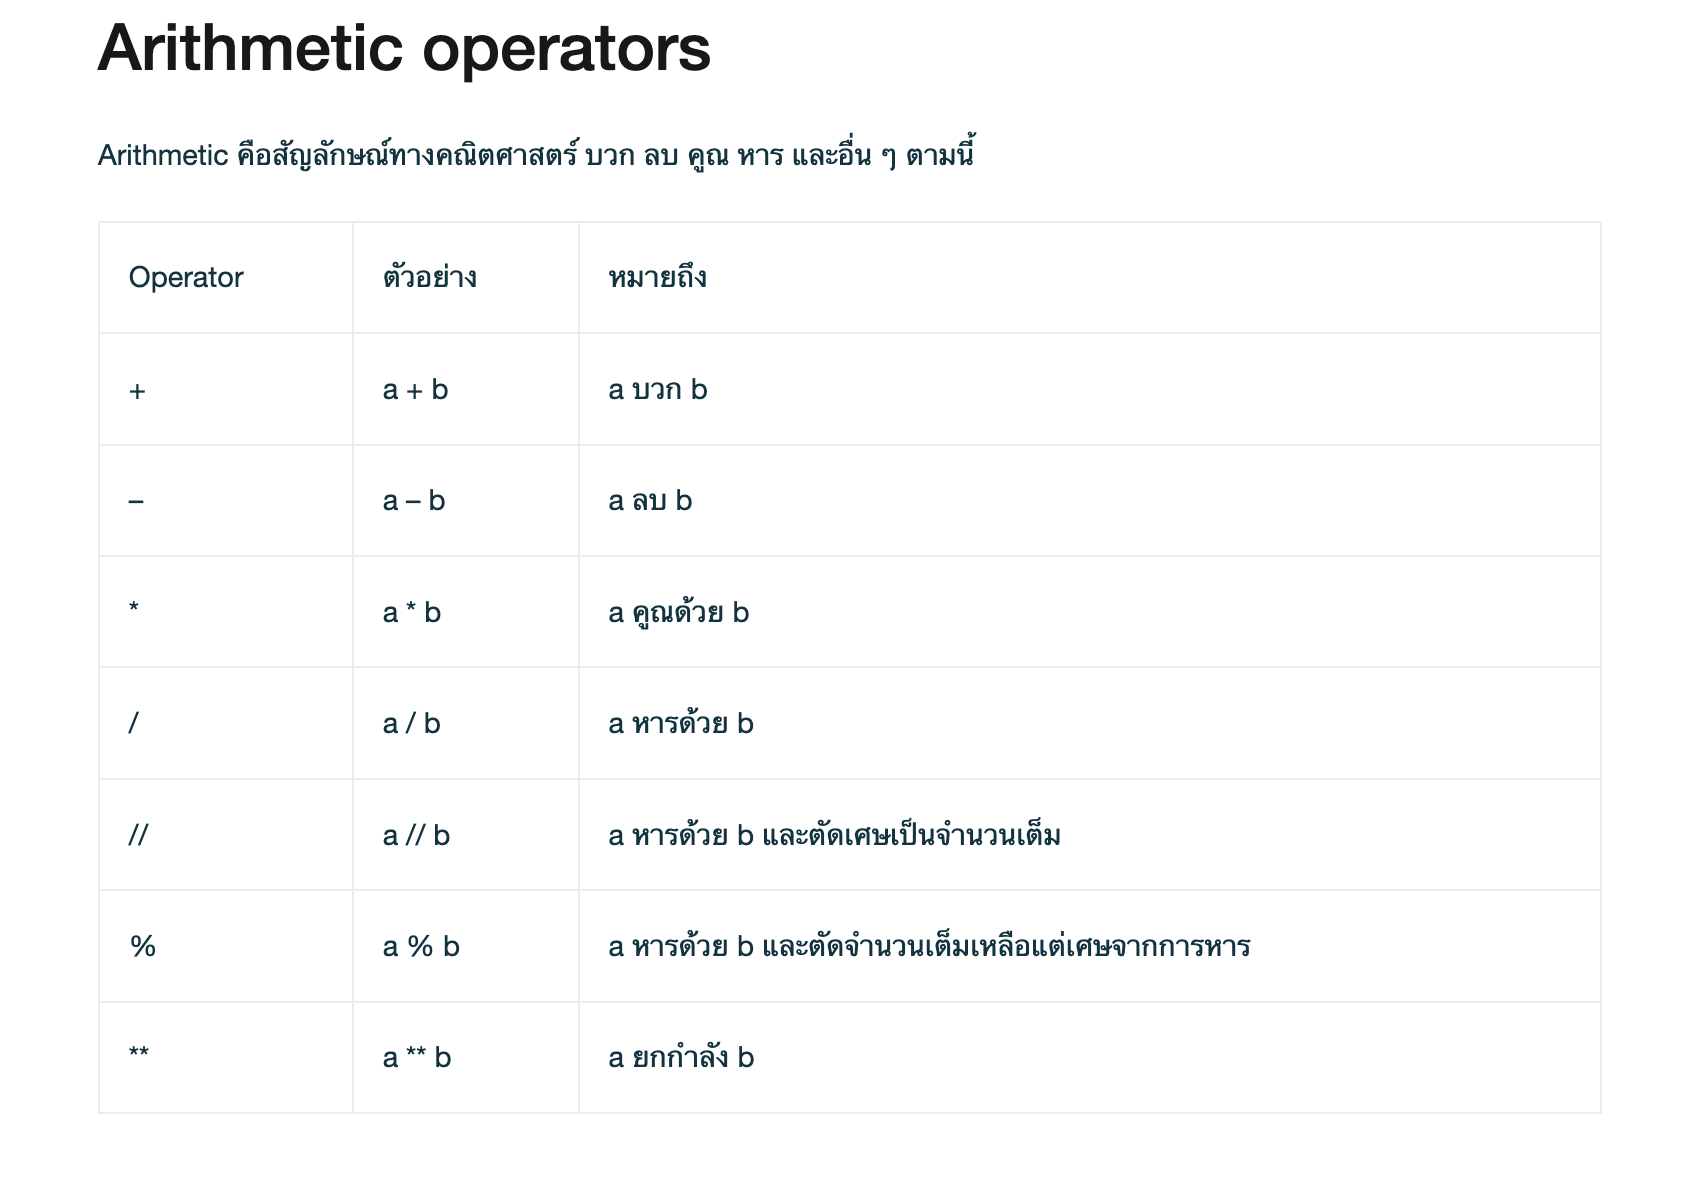 Arithmetic operators
Arithmetic คือสัญลักษณ์ทางคณิตศาสตร์ บวก ลบ คูณ หาร และอื่น ๆ ตามนี้
Operator ตัวอย่าง หมายถึง
+ a + b a บวก b
– a – b a ลบ b
* a * b a คูณด้วย b
/ a / b a หารด้วย b
// a // b a หารด้วย b และตัดเศษเป็นจำนวนเต็ม
% a % b a หารด้วย b และตัดจำนวนเต็มเหลือแต่เศษจากการหาร
** a ** b a ยกกำลัง b